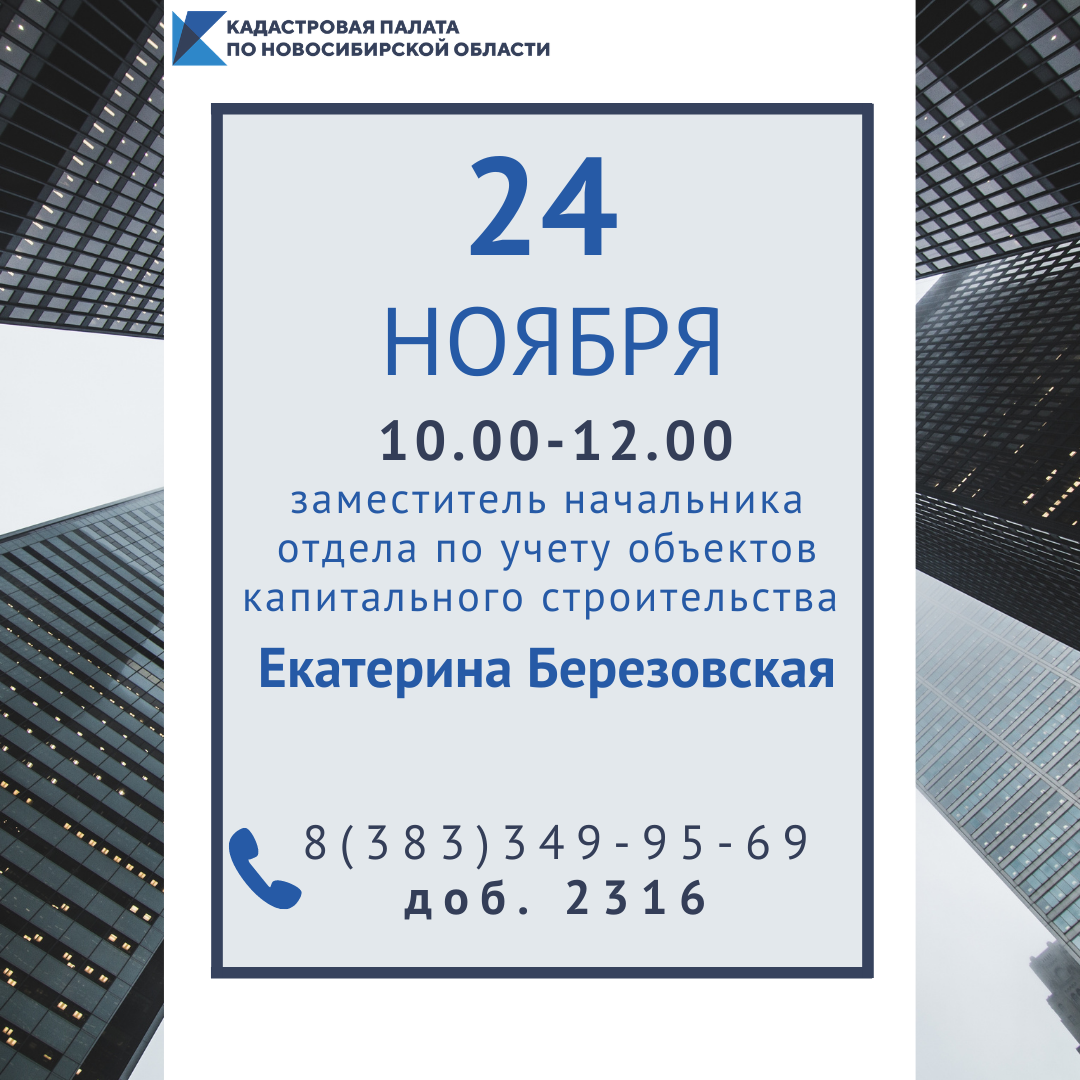 КАДАСТРОВАЯ ПАЛАТА
ПО НОВОСИБИРСКОЙ ОБЛАСТИ
24
НОЯБРЯ
10.00-12.00
заместитель начальника
отдела по учету объектов
капитального строительства
Екатерина Березовская
8(383)349-95-69
доб. 2316